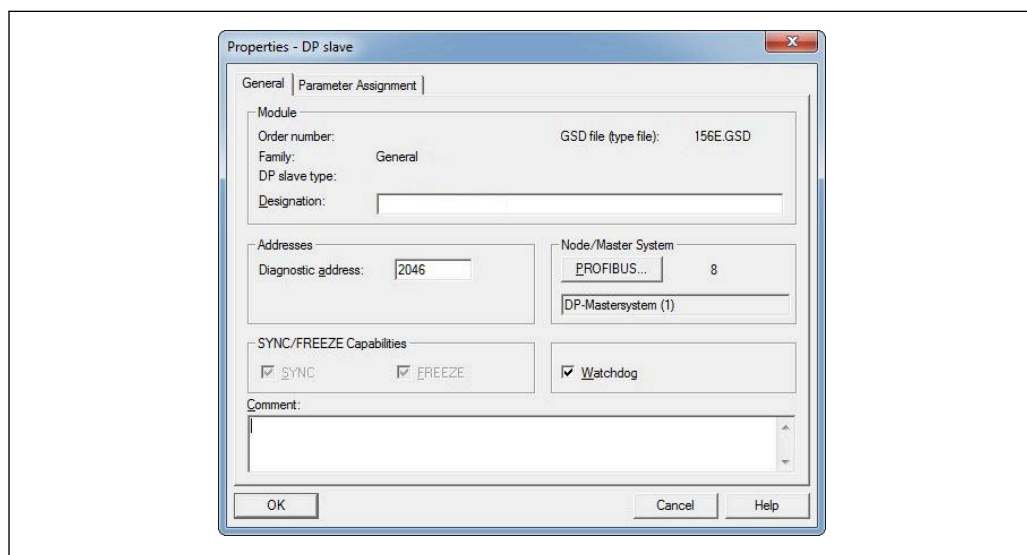 Properties - DP slave
General Parameter Assignment
Module
Order number: GSD file (type file): 156E.GSD
Family: General
DP slave type:
Designation:
Addresses
Diagnostic address: 2046
Node/Master System
PROFIBUS... 8
DP-Mastersystem (1)
SYNC/FREEZE Capabilities
SYNC FREEZE
Watchdog
Comment:
OK Cancel Help